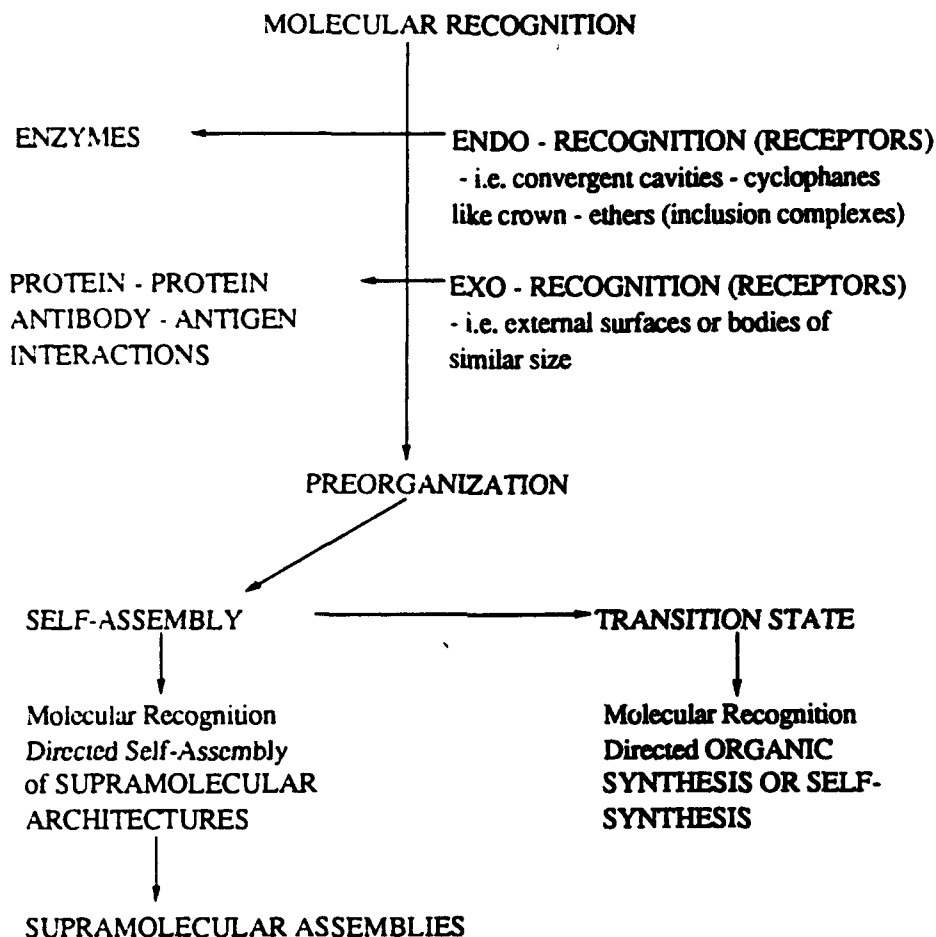 MOLECULAR RECOGNITION
ENZYMES
ENDO - RECOGNITION (RECEPTORS)
- i.e. convergent cavities - cyclophanes
like crown - ethers (inclusion complexes)
PROTEIN - PROTEIN
ANTIBODY - ANTIGEN
INTERACTIONS
EXO - RECOGNITION (RECEPTORS)
- i.e. external surfaces or bodies of
similar size
PREORGANIZATION
SELF-ASSEMBLY
TRANSITION STATE
Molecular Recognition
Directed Self-Assembly
of SUPRAMOLECULAR
ARCHITECTURES
Molecular Recognition
Directed ORGANIC
SYNTHESIS OR SELF-
SYNTHESIS
SUPRAMOLECULAR ASSEMBLIES